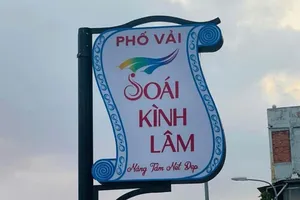 PHỐ VẢI
SOÁI
KÌNH
LÂM
Nâng Tầm Nét Đẹp